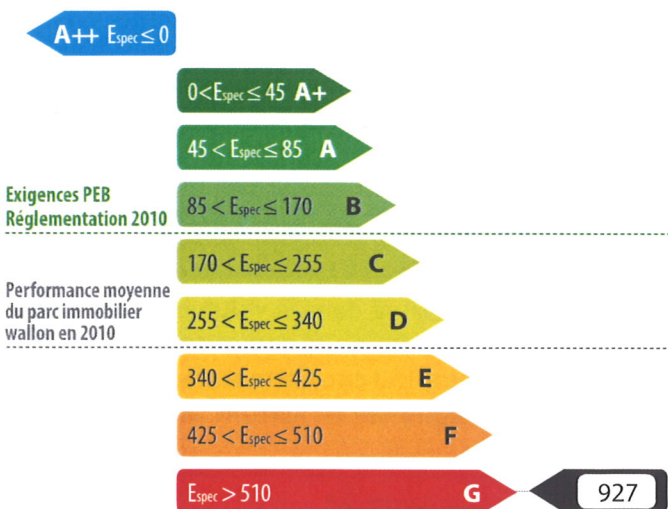 A++ Espec ≤ 0
0<Espec ≤ 45 A+
45 < Espec ≤ 85 A
Exigences PEB
Réglementation 2010
85 < Espec ≤ 170 B
170 < Espec ≤ 255 C
Performance moyenne
du parc immobilier
wallon en 2010
255 < Espec ≤ 340 D
340 < Espec ≤ 425 E
425 < Espec ≤ 510 F
Espec > 510 G 927